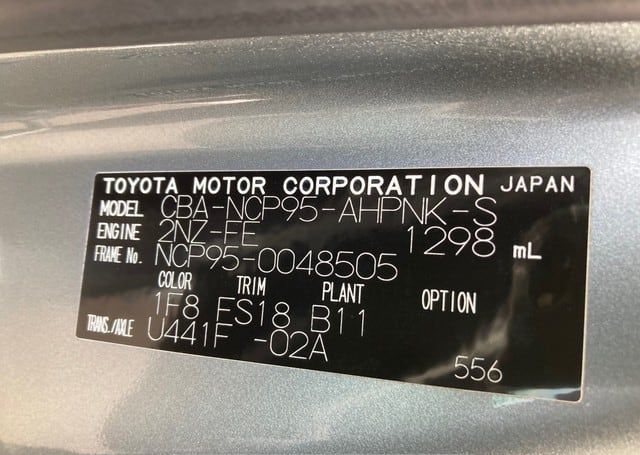 TOYOTA MOTOR CORPORATION JAPAN
MODEL CBA-NCP95-AHPNK-S
ENGINE 2NZ-FE 1298 mL
FRAME No. NCP95-0048505
COLOR TRIM PLANT OPTION
1F8 FS18 B11
TRANS./AXLE U441F -02A
556